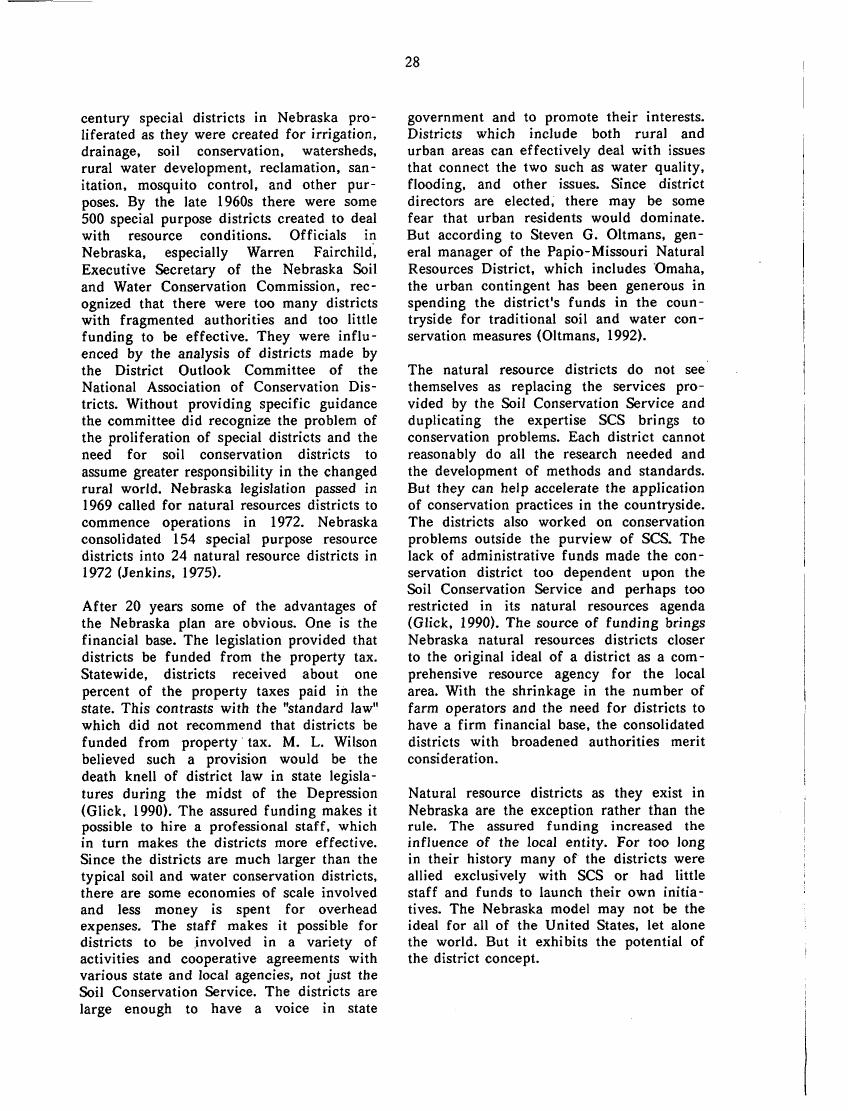 28
century special districts in Nebraska pro-
liferated as they were created for irrigation,
drainage, soil conservation, watersheds,
rural water development, reclamation, san-
itation, mosquito control, and other pur-
poses. By the late 1960s there were some
500 special purpose districts created to deal
with resource conditions. Officials in
Nebraska, especially Warren Fairchild,
Executive Secretary of the Nebraska Soil
and Water Conservation Commission, rec-
ognized that there were too many districts
with fragmented authorities and too little
funding to be effective. They were influ-
enced by the analysis of districts made by
the District Outlook Committee of the
National Association of Conservation Dis-
tricts. Without providing specific guidance
the committee did recognize the problem of
the proliferation of special districts and the
need for soil conservation districts to
assume greater responsibility in the changed
rural world. Nebraska legislation passed in
1969 called for natural resources districts to
commence operations in 1972. Nebraska
consolidated 154 special purpose resource
districts into 24 natural resource districts in
1972 (Jenkins, 1975).
After 20 years some of the advantages of
the Nebraska plan are obvious. One is the
financial base. The legislation provided that
districts be funded from the property tax.
Statewide, districts received about one
percent of the property taxes paid in the
state. This contrasts with the "standard law"
which did not recommend that districts be
funded from property tax. M. L. Wilson
believed such a provision would be the
death knell of district law in state legisla-
tures during the midst of the Depression
(Glick, 1990). The assured funding makes it
possible to hire a professional staff, which
in turn makes the districts more effective.
Since the districts are much larger than the
typical soil and water conservation districts,
there are some economies of scale involved
and less money is spent for overhead
expenses. The staff makes it possible for
districts to be involved in a variety of
activities and cooperative agreements with
various state and local agencies, not just the
Soil Conservation Service. The districts are
large enough to have a voice in state
government and to promote their interests.
Districts which include both rural and
urban areas can effectively deal with issues
that connect the two such as water quality,
flooding, and other issues. Since district
directors are elected, there may be some
fear that urban residents would dominate.
But according to Steven G. Oltmans, gen-
eral manager of the Papio-Missouri Natural
Resources District, which includes Omaha,
the urban contingent has been generous in
spending the district's funds in the coun-
tryside for traditional soil and water con-
servation measures (Oltmans, 1992).
The natural resource districts do not see
themselves as replacing the services pro-
vided by the Soil Conservation Service and
duplicating the expertise SCS brings to
conservation problems. Each district cannot
reasonably do all the research needed and
the development of methods and standards.
But they can help accelerate the application
of conservation practices in the countryside.
The districts also worked on conservation
problems outside the purview of SCS. The
lack of administrative funds made the con-
servation district too dependent upon the
Soil Conservation Service and perhaps too
restricted in its natural resources agenda
(Glick, 1990). The source of funding brings
Nebraska natural resources districts closer
to the original ideal of a district as a com-
prehensive resource agency for the local
area. With the shrinkage in the number of
farm operators and the need for districts to
have a firm financial base, the consolidated
districts with broadened authorities merit
consideration.
Natural resource districts as they exist in
Nebraska are the exception rather than the
rule. The assured funding increased the
influence of the local entity. For too long
in their history many of the districts were
allied exclusively with SCS or had little
staff and funds to launch their own initia-
tives. The Nebraska model may not be the
ideal for all of the United States, let alone
the world. But it exhibits the potential of
the district concept.